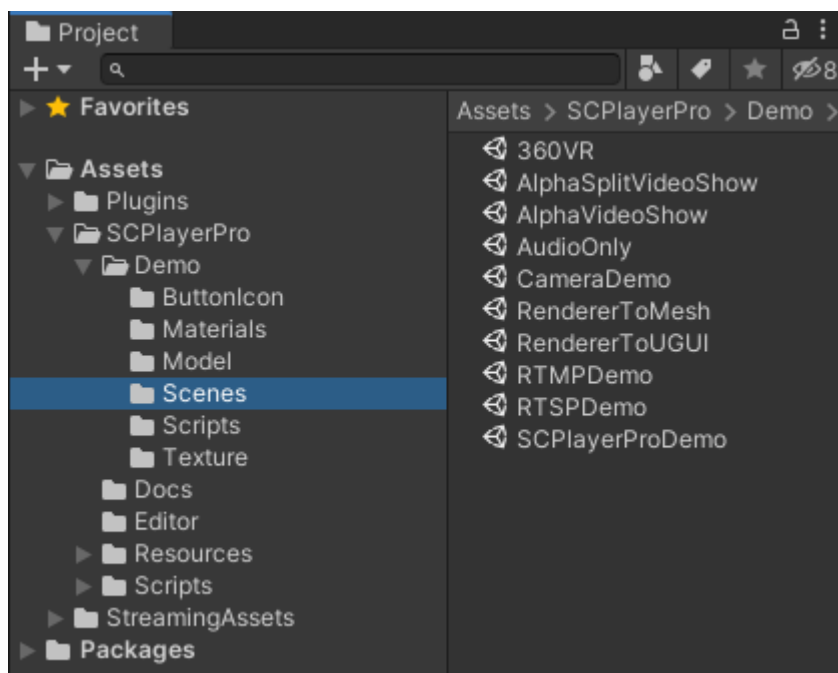 Project
8
Favorites
Assets
Plugins
SCPlayerPro
Demo
ButtonIcon
Materials
Model
Scenes
Scripts
Texture
Docs
Editor
Resources
Scripts
StreamingAssets
Packages
Assets > SCPlayerPro > Demo >
360VR
AlphaSplitVideoShow
AlphaVideoShow
AudioOnly
CameraDemo
RendererToMesh
RendererToUGUI
RTMPDemo
RTSPDemo
SCPlayerProDemo